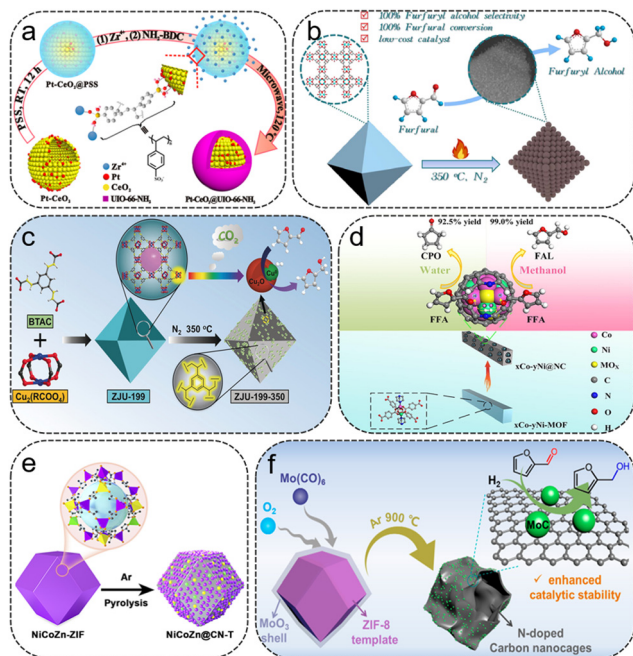 a
(1) Zr4+, (2) NH2-BDC
Pt-CeO2@PSS
PSS, RT, 12 h
Microwave, 120 °C
Zr4+
Pt
CeO2
UIO-66-NH2
Pt-CeO2
Pt-CeO2@UIO-66-NH2
b
100% Furfuryl alcohol selectivity
100% Furfural conversion
low-cost catalyst
Furfuryl Alcohol
Furfural
350 °C, N2
c
CO2
Cu2O
Cu0
BTAC
+
Cu2(RCOO4)
N2 350 °C
ZJU-199
ZJU-199-350
d
92.5% yield 99.0% yield
CPO
FAL
Water
Methanol
FFA
FFA
xCo-yNi@NC
xCo-yNi-MOF
Co
Ni
MOX
C
N
O
H
e
Ar
Pyrolysis
NiCoZn-ZIF
NiCoZn@CN-T
f
Mo(CO)6
O2
Ar 900 °C
H2
O
OH
MoC
✓ enhanced
catalytic stability
MoO3
shell
ZIF-8
template
N-doped
Carbon nanocages